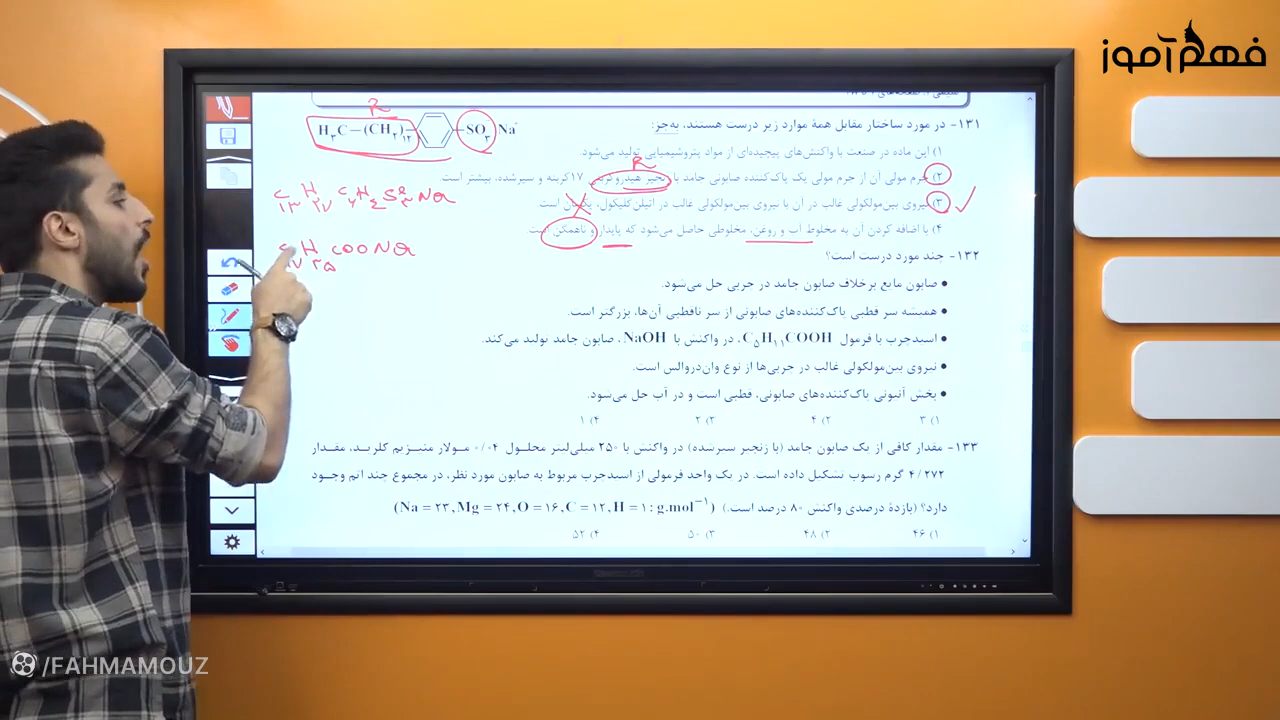 فهم‌آموز
۱۳۱- در مورد ساختار مقابل همهٔ موارد زیر درست هستند، به‌جز:
H₃C – (CH₂)₁₂ – SO₃⁻Na⁺
R
۱) این ماده در صنعت با واکنش‌های پیچیده‌ای از مواد پتروشیمیایی تولید می‌شود.
R
۲) جرم مولی آن از جرم مولی یک پاک‌کننده صابونی جامد با زنجیر هیدروکربنی ۱۷ کربنه و سیرشده، بیشتر است.
۳) نیروی بین‌مولکولی غالب در آن با نیروی بین‌مولکولی غالب در اتیلن‌گلیکول، یکسان است
۴) با اضافه کردن آن به مخلوط آب و روغن، مخلوطی حاصل می‌شود که پایدار و ناهمگن است.
COONa
۱۳۲- چند مورد درست است؟
• صابون مایع برخلاف صابون جامد در چربی حل می‌شود.
• همیشه سر قطبی پاک‌کننده‌های صابونی از سر ناقطبی آن‌ها، بزرگتر است.
• اسیدچرب با فرمول C₅H₁₁COOH، در واکنش با NaOH، صابون جامد تولید می‌کند.
• نیروی بین‌مولکولی غالب در چربی‌ها از نوع وان‌دروالس است.
• بخش آنیونی پاک‌کننده‌های صابونی، قطبی است و در آب حل می‌شود.
۱) ۳ ۲) ۴ ۳) ۲ ۴) ۱
۱۳۳- مقدار کافی از یک صابون جامد (با زنجیر سیرشده) در واکنش با ۲۵۰ میلی‌لیتر محلول ۰/۰۴ مولار منیزیم کلرید، مقدار
۴/۲۷۲ گرم رسوب تشکیل داده است. در یک واحد فرمولی از اسیدچرب مربوط به صابون مورد نظر، در مجموع چند اتم وجود
دارد؟ (بازدهٔ درصدی واکنش ۸۰ درصد است.) (Na = ۲۳, Mg = ۲۴, O = ۱۶, C = ۱۲, H = ۱ : g.mol⁻¹)
۱) ۴۶ ۲) ۴۸ ۳) ۵۰ ۴) ۵۲
/FAHMAMOUZ